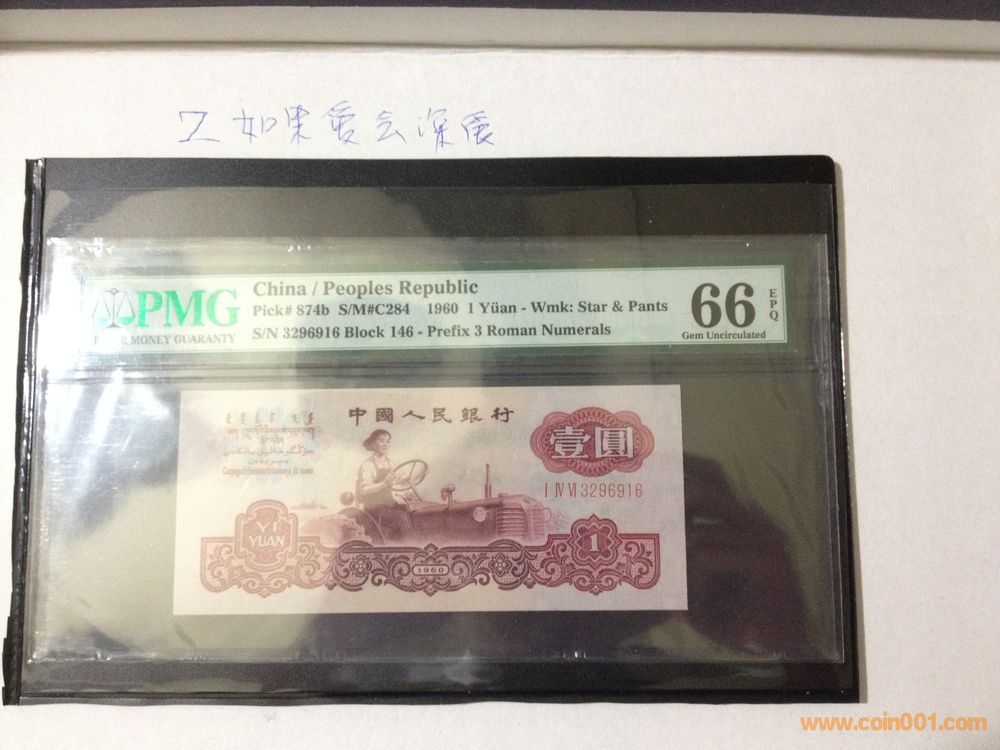 乙如果爱会深虐
China / Peoples Republic
PMG
PAPER MONEY GUARANTY
Pick# 874b S/M#C284 1960 1 Yüan - Wmk: Star & Pants
S/N 3296916 Block 146 - Prefix 3 Roman Numerals
66
EPQ
Gem Uncirculated
中國人民銀行
壹圓
I IV VI 3296916
YI
YUAN
1
1960
www.coin001.com